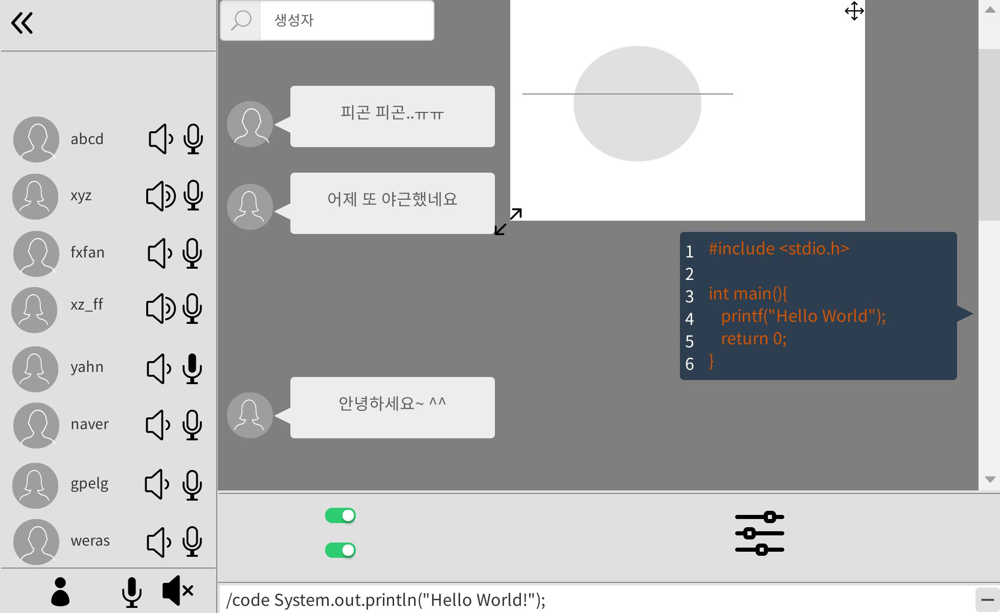 생성자
abcd
xyz
fxfan
xz_ff
yahn
naver
gpelg
weras
피곤 피곤..ㅠㅠ
어제 또 야근했네요
안녕하세요~ ^^
1 #include <stdio.h>
2
3 int main(){
4 printf("Hello World");
5 return 0;
6 }
/code System.out.println("Hello World!");